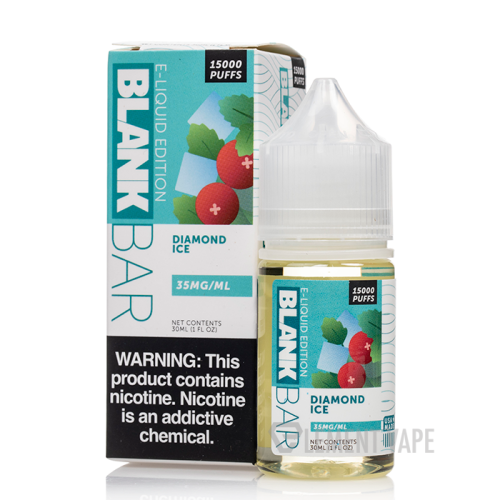 15000
PUFFS
E-LIQUID EDITION
BLANK
BAR
DIAMOND
ICE
35MG/ML
NET CONTENTS
30ML (1 FL OZ)
WARNING: This
product contains
nicotine. Nicotine
is an addictive
chemical.
15000
PUFFS
E-LIQUID EDITION
BLANK
BAR
DIAMOND
ICE
35MG/ML
NET CONTENTS
30ML (1 FL OZ)